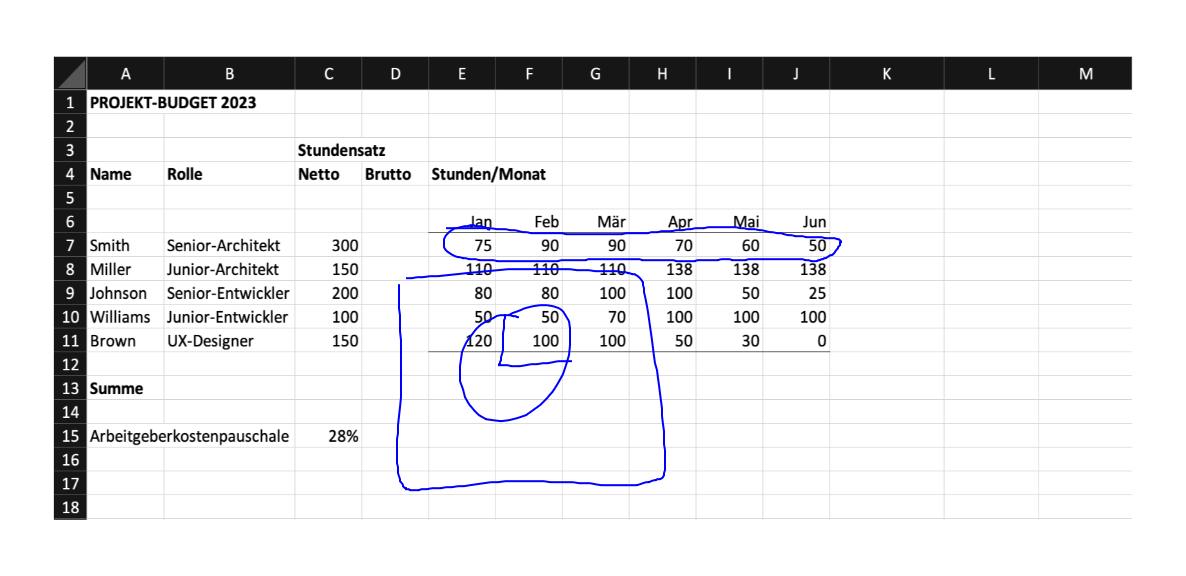 A B C D E F G H I J K L M
1 PROJEKT-BUDGET 2023
2
3 Stundensatz
4 Name Rolle Netto Brutto Stunden/Monat
5
6 Jan Feb Mär Apr Mai Jun
7 Smith Senior-Architekt 300 75 90 90 70 60 50
8 Miller Junior-Architekt 150 110 110 110 138 138 138
9 Johnson Senior-Entwickler 200 80 80 100 100 50 25
10 Williams Junior-Entwickler 100 50 50 70 100 100 100
11 Brown UX-Designer 150 120 100 100 50 30 0
12
13 Summe
14
15 Arbeitgeberkostenpauschale 28%
16
17
18